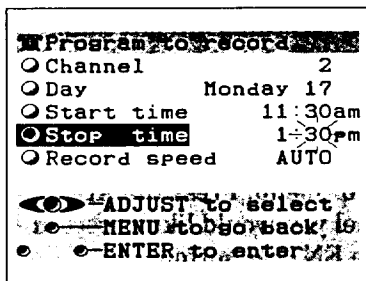 Program to record
Channel 2
Day Monday 17
Start time 11:30am
Stop time 1:30pm
Record speed AUTO
ADJUST to select
MENU to go back
ENTER to enter